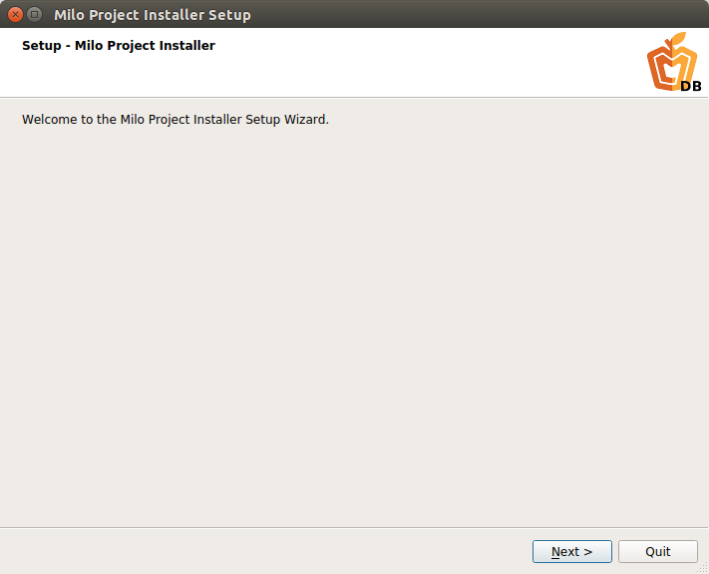 Milo Project Installer Setup
Setup - Milo Project Installer
DB
Welcome to the Milo Project Installer Setup Wizard.
Next >
Quit